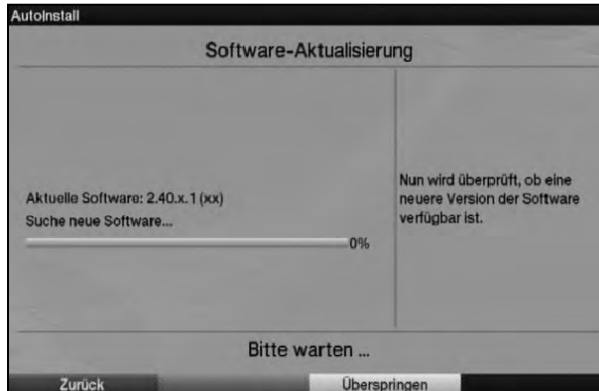 AutoInstall
Software-Aktualisierung
Aktuelle Software: 2.40.x.1 (xx)
Suche neue Software...
0%
Nun wird überprüft, ob eine
neuere Version der Software
verfügbar ist.
Bitte warten ...
Zurück
Überspringen